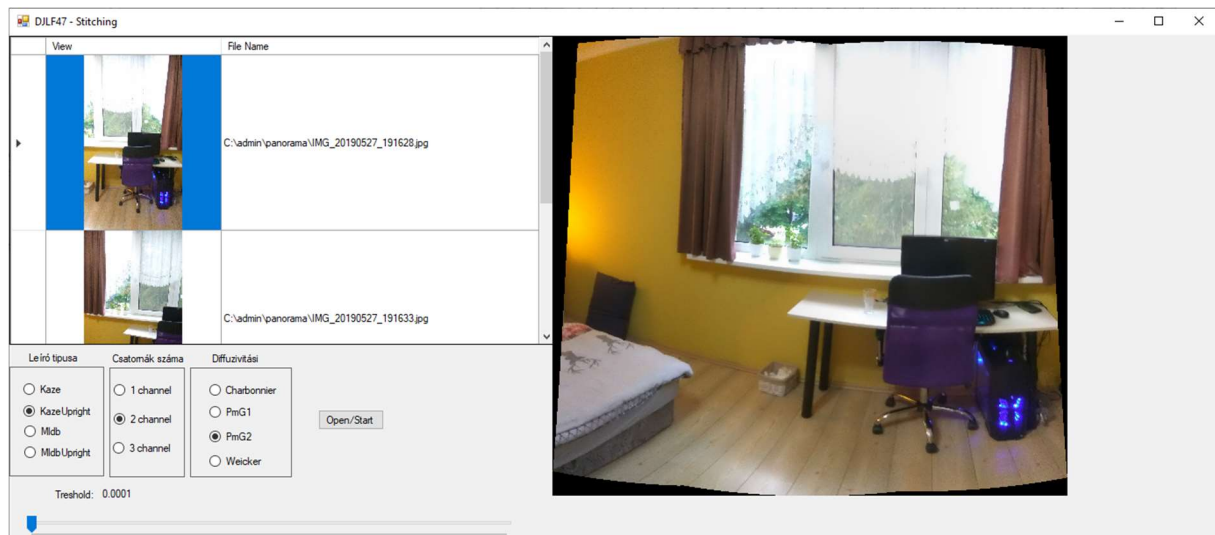 DJLF47 - Stitching
View File Name
C:\admin\panorama\IMG_20190527_191628.jpg
C:\admin\panorama\IMG_20190527_191633.jpg
Leíró tipusa Csatornák száma Diffuzivitási
Kaze 1 channel Charbonnier
KazeUpright 2 channel PmG1
Mldb 3 channel PmG2
MldbUpright Weicker
Open/Start
Treshold: 0.0001